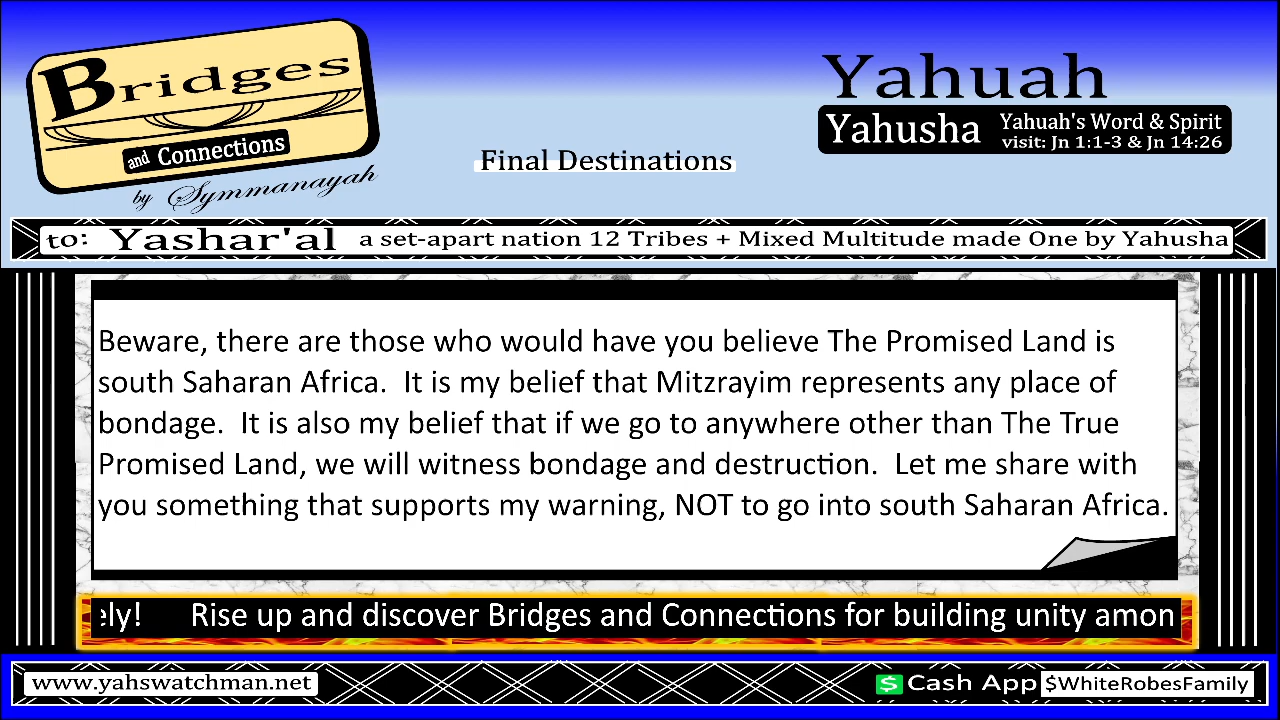 Bridges
and Connections
by Symmanayah
Yahuah
Yahusha Yahuah's Word & Spirit
visit: Jn 1:1-3 & Jn 14:26
Final Destinations
to: Yashar'al a set-apart nation 12 Tribes + Mixed Multitude made One by Yahusha
Beware, there are those who would have you believe The Promised Land is
south Saharan Africa. It is my belief that Mitzrayim represents any place of
bondage. It is also my belief that if we go to anywhere other than The True
Promised Land, we will witness bondage and destruction. Let me share with
you something that supports my warning, NOT to go into south Saharan Africa.
ely! Rise up and discover Bridges and Connections for building unity amon
www.yahswatchman.net
$ Cash App $WhiteRobesFamily